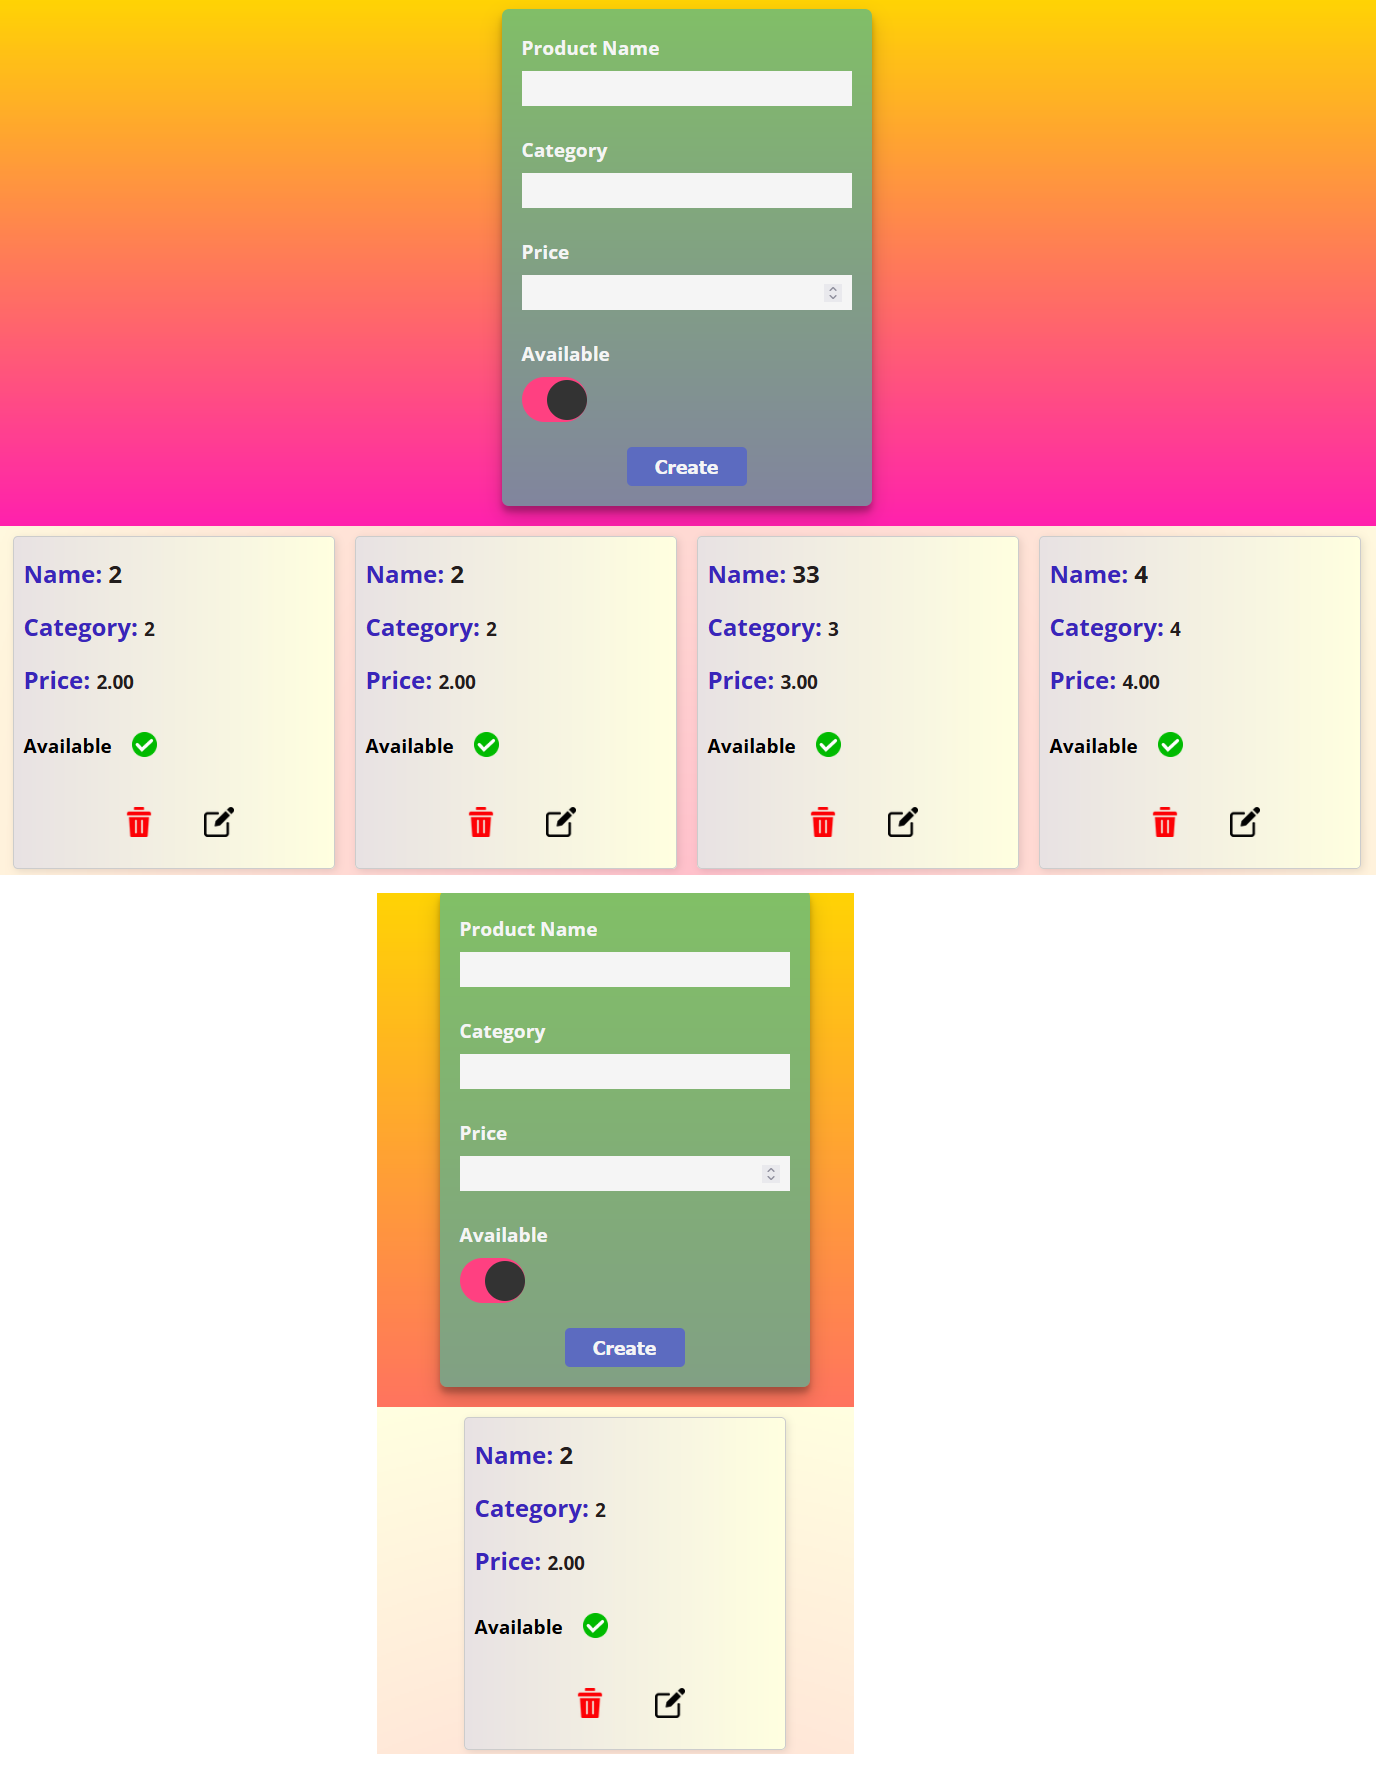 Product Name
Category
Price
Available
Create
Name: 2
Category: 2
Price: 2.00
Available
Name: 2
Category: 2
Price: 2.00
Available
Name: 33
Category: 3
Price: 3.00
Available
Name: 4
Category: 4
Price: 4.00
Available
Product Name
Category
Price
Available
Create
Name: 2
Category: 2
Price: 2.00
Available